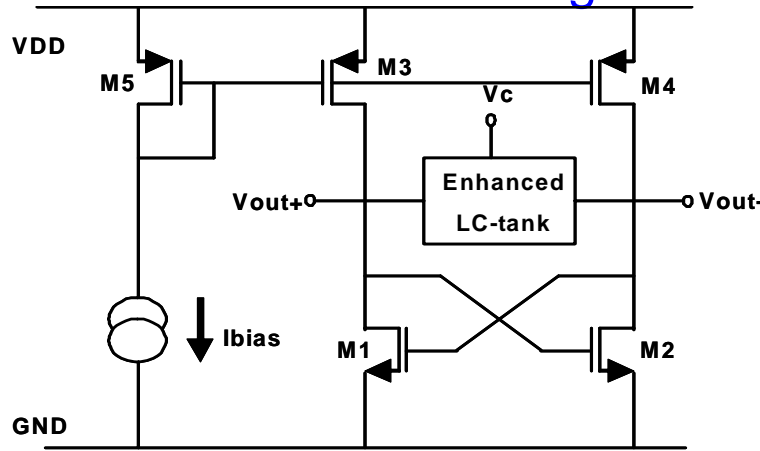 VDD
M5
M3
M4
Vc
Enhanced
LC-tank
Vout+
Vout-
Ibias
M1
M2
GND